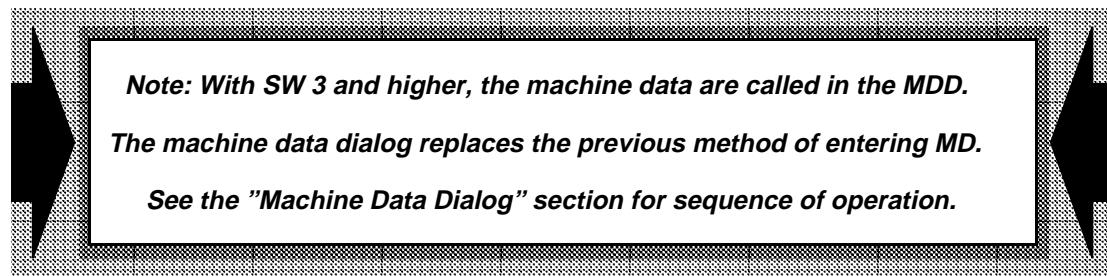 Note: With SW 3 and higher, the machine data are called in the MDD.
The machine data dialog replaces the previous method of entering MD.
See the ”Machine Data Dialog” section for sequence of operation.